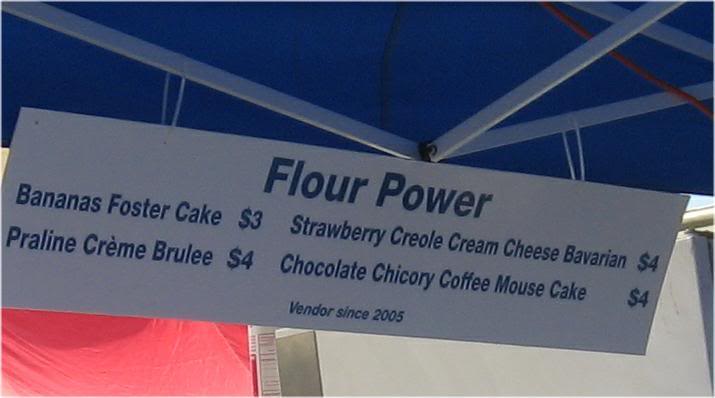 Flour Power
Bananas Foster Cake $3
Strawberry Creole Cream Cheese Bavarian $4
Praline Crème Brulee $4
Chocolate Chicory Coffee Mouse Cake $4
Vendor since 2005